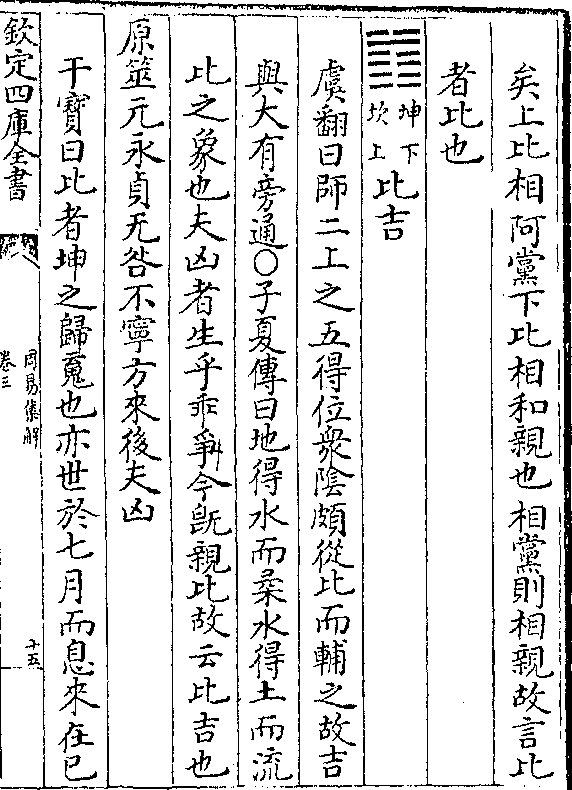 矣上比相阿黨下比相和親也相黨則相親故言比
者比也
坤下
坎上
比吉
虞翻曰師二上之五得位衆陰頋從比而輔之故吉
與大有旁通○子夏傳曰地得水而柔水得土而流
比之象也夫凶者生乎乖爭今既親比故云比吉也
原筮元永貞无咎不寧方來後夫凶
干寶曰比者坤之歸䰟也亦世於七月而息來在巳
欽定四庫全書
周易集解
卷三
十五